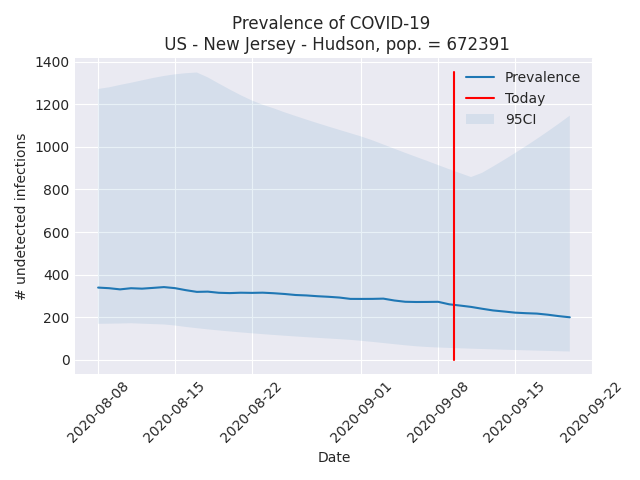 Prevalence of COVID-19
US - New Jersey - Hudson, pop. = 672391
# undetected infections
1400
1200
1000
800
600
400
200
0
Prevalence
Today
95CI
2020-08-08
2020-08-15
2020-08-22
2020-09-01
2020-09-08
2020-09-15
2020-09-22
Date